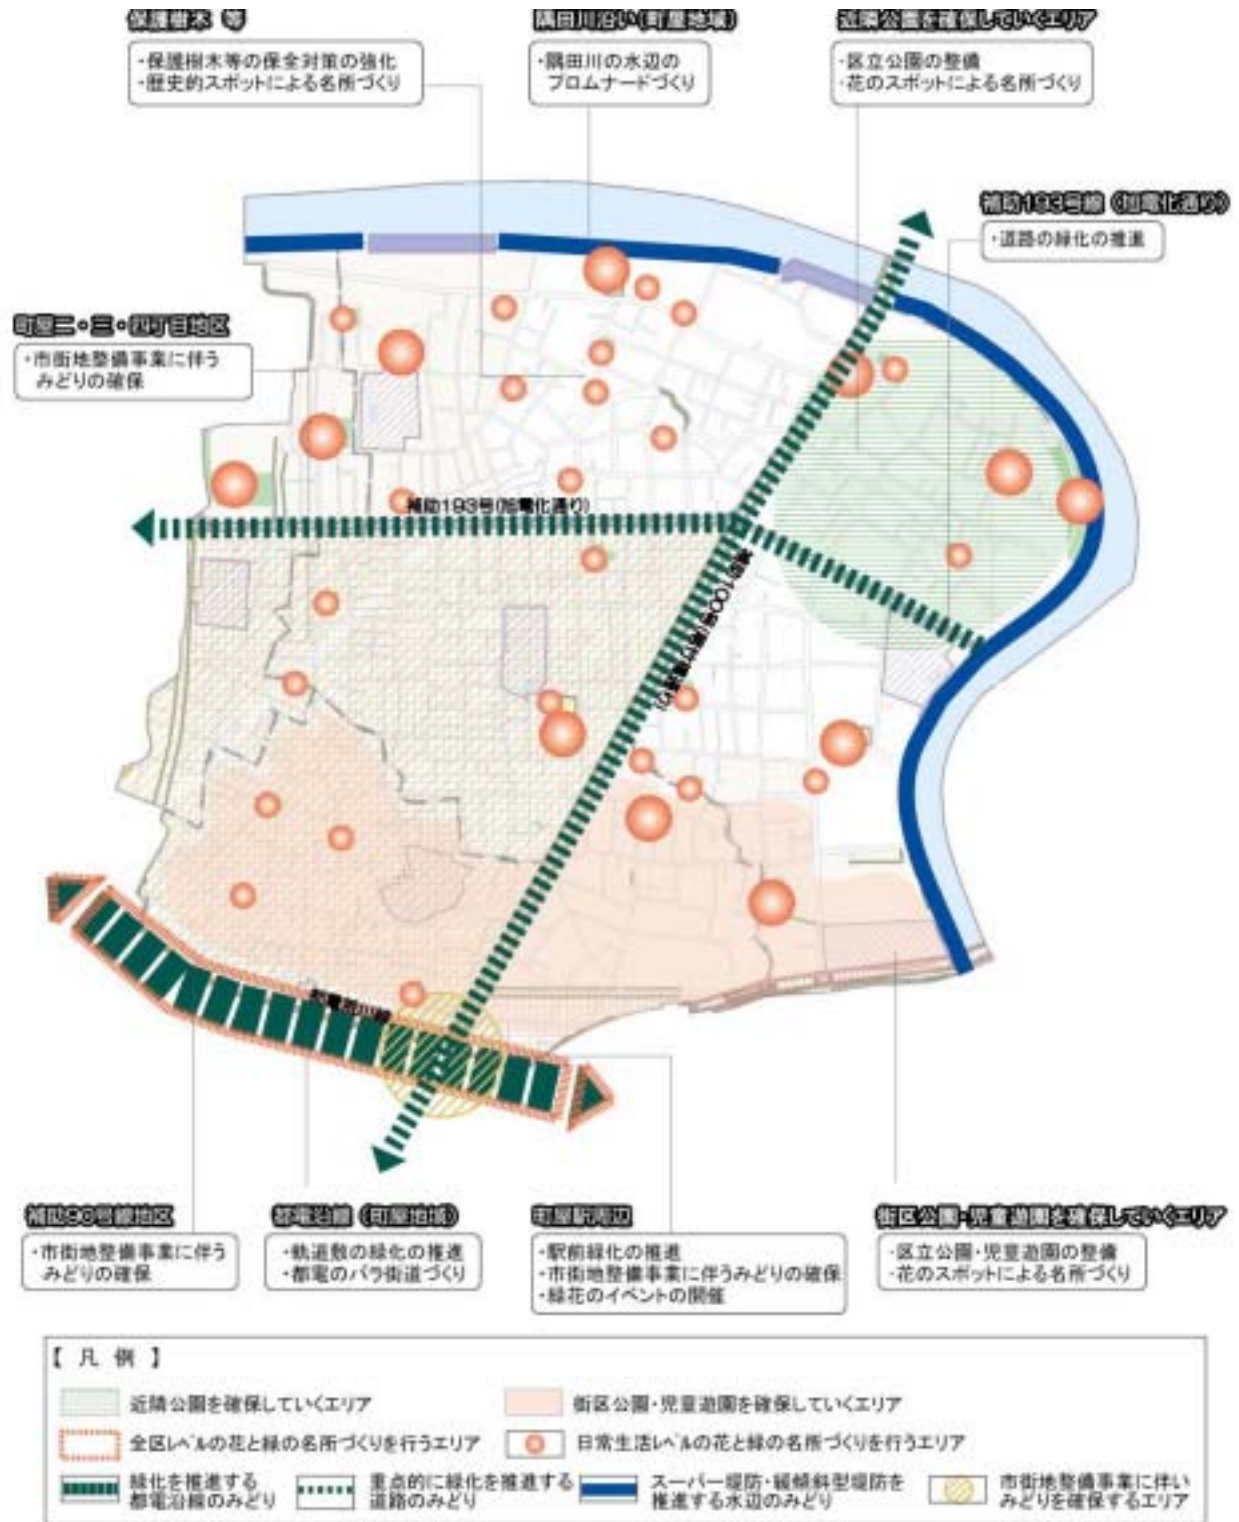 保護樹木 等
・保護樹木等の保全対策の強化
・歴史的スポットによる名所づくり
隅田川沿い(町屋地域)
・隅田川の水辺の
プロムナードづくり
近隣公園を確保していくエリア
・区立公園の整備
・花のスポットによる名所づくり
補助193号線 (旭電化通り)
・道路の緑化の推進
町屋二・三・四丁目地区
・市街地整備事業に伴う
みどりの確保
補助193号(旭電化通り)
補助90号線地区
・市街地整備事業に伴う
みどりの確保
都電沿線 (町屋地域)
・軌道敷の緑化の推進
・都電のバラ街道づくり
町屋駅周辺
・駅前緑化の推進
・市街地整備事業に伴うみどりの確保
・緑花のイベントの開催
街区公園・児童遊園を確保していくエリア
・区立公園・児童遊園の整備
・花のスポットによる名所づくり
【 凡 例 】
近隣公園を確保していくエリア
街区公園・児童遊園を確保していくエリア
全区レベルの花と緑の名所づくりを行うエリア
日常生活レベルの花と緑の名所づくりを行うエリア
緑化を推進する
都電沿線のみどり
重点的に緑化を推進する
道路のみどり
スーパー堤防・緩傾斜型堤防を
推進する水辺のみどり
市街地整備事業に伴い
みどりを確保するエリア